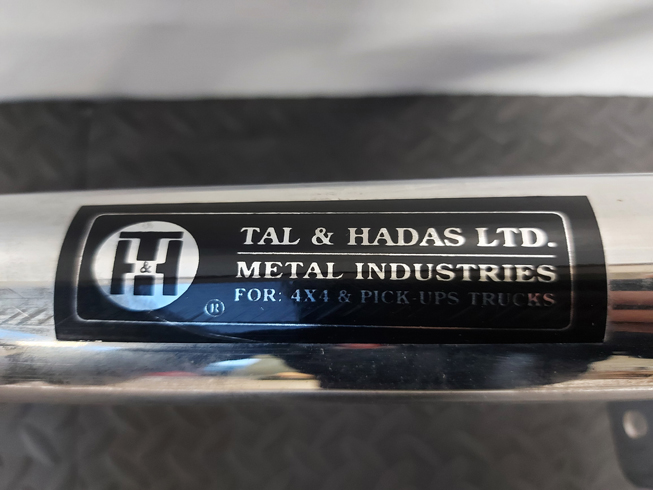 T&H
®
TAL & HADAS LTD.
METAL INDUSTRIES
FOR: 4X4 & PICK-UPS TRUCKS